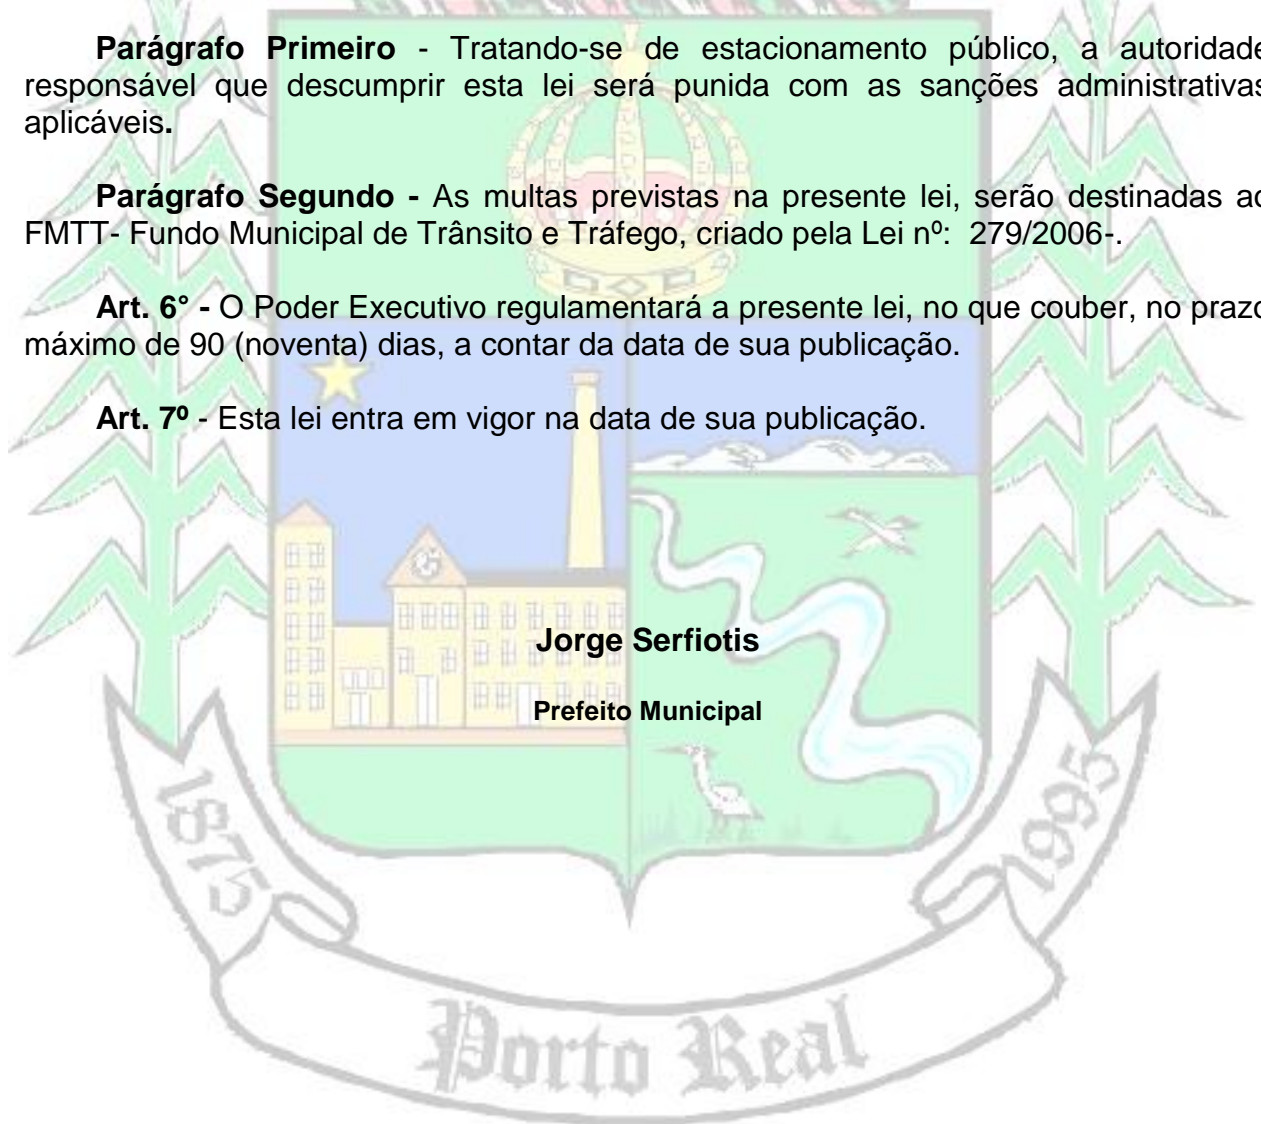 Parágrafo Primeiro - Tratando-se de estacionamento público, a autoridade
responsável que descumprir esta lei será punida com as sanções administrativas
aplicáveis.
Parágrafo Segundo - As multas previstas na presente lei, serão destinadas ao
FMTT- Fundo Municipal de Trânsito e Tráfego, criado pela Lei nº: 279/2006-.
Art. 6° - O Poder Executivo regulamentará a presente lei, no que couber, no prazo
máximo de 90 (noventa) dias, a contar da data de sua publicação.
Art. 7º - Esta lei entra em vigor na data de sua publicação.
Jorge Serfiotis
Prefeito Municipal
1875
1995
Porto Real